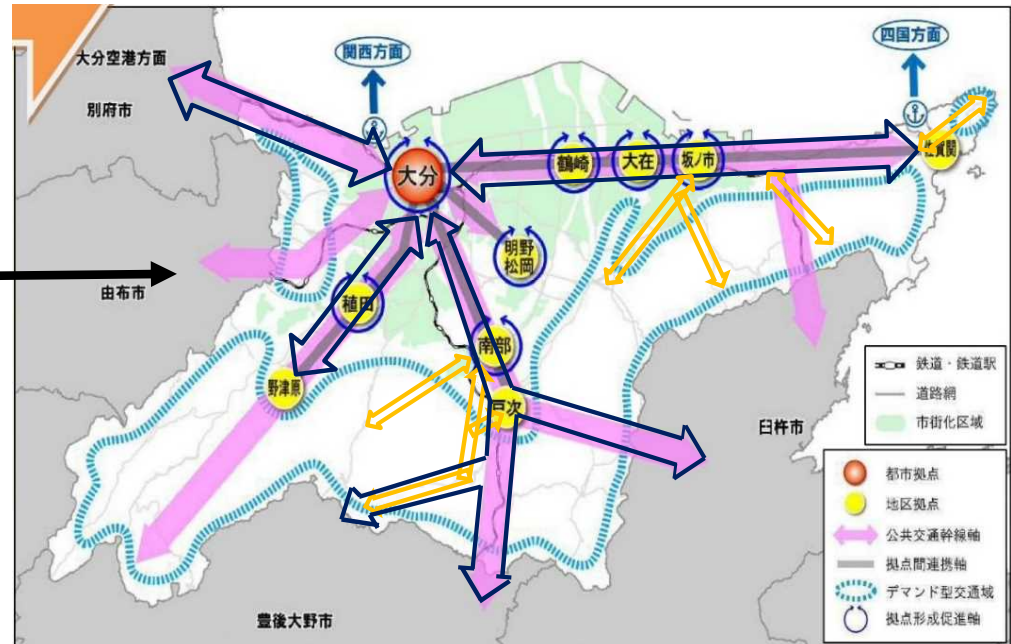 関西方面
四国方面
大分空港方面
別府市
大分
鶴崎
大在
坂ノ市
佐賀関
明野
松岡
由布市
稙田
南部
野津原
戸次
臼杵市
豊後大野市
鉄道・鉄道駅
道路網
市街化区域
都市拠点
地区拠点
公共交通幹線軸
拠点間連携軸
デマンド型交通域
拠点形成促進軸